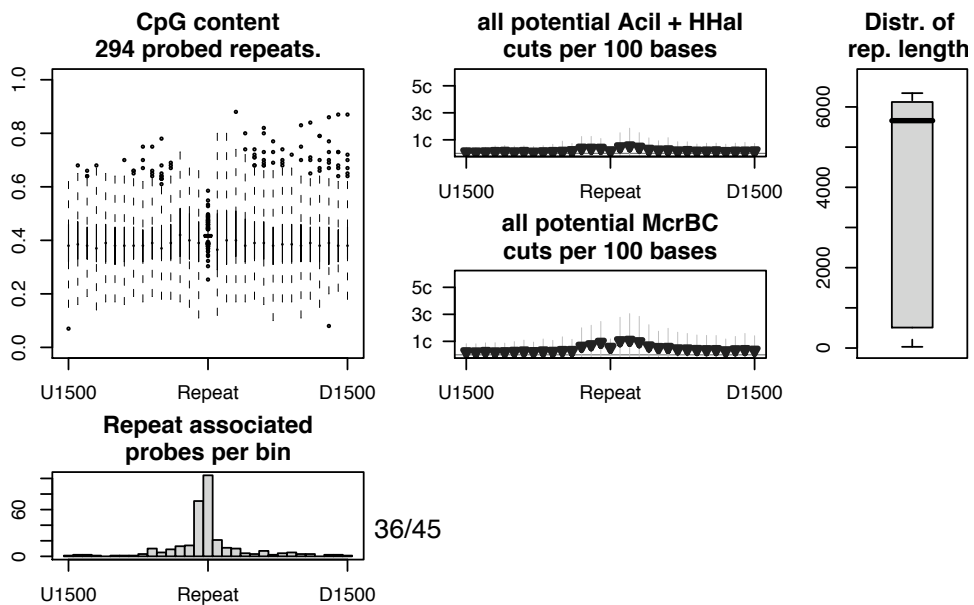 CpG content
294 probed repeats.
1.0
0.8
0.6
0.4
0.2
0.0
U1500 Repeat D1500
all potential AciI + HHaI
cuts per 100 bases
5c
3c
1c
U1500 Repeat D1500
all potential McrBC
cuts per 100 bases
5c
3c
1c
U1500 Repeat D1500
Distr. of
rep. length
6000
4000
2000
0
Repeat associated
probes per bin
60
0
U1500 Repeat D1500
36/45